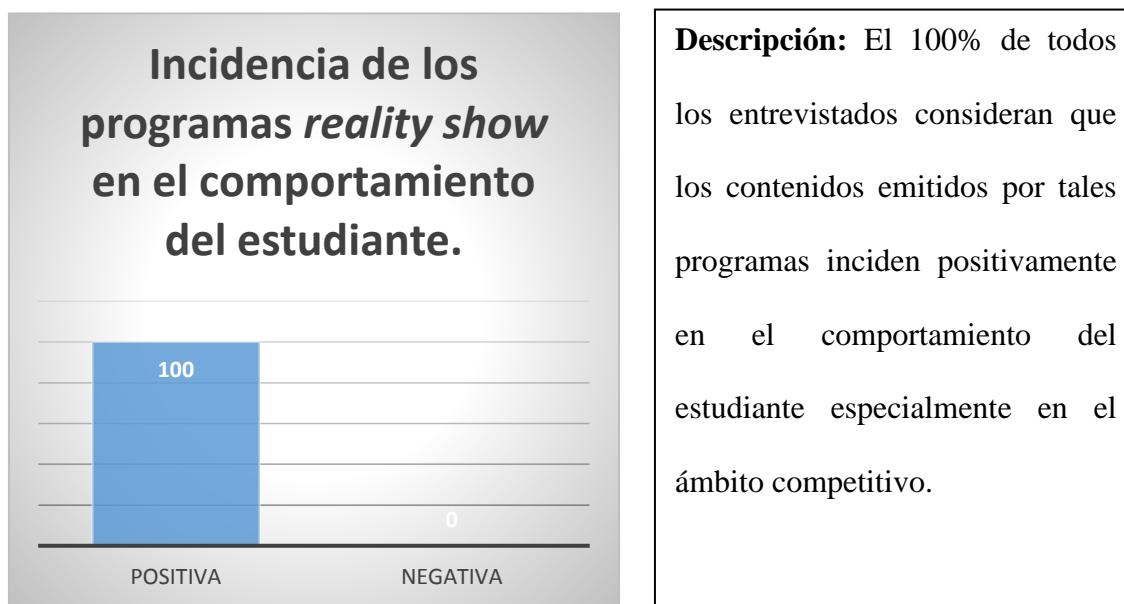 Incidencia de los
programas reality show
en el comportamiento
del estudiante.
100
0
POSITIVA NEGATIVA
Descripción: El 100% de todos
los entrevistados consideran que
los contenidos emitidos por tales
programas inciden positivamente
en el comportamiento del
estudiante especialmente en el
ámbito competitivo.